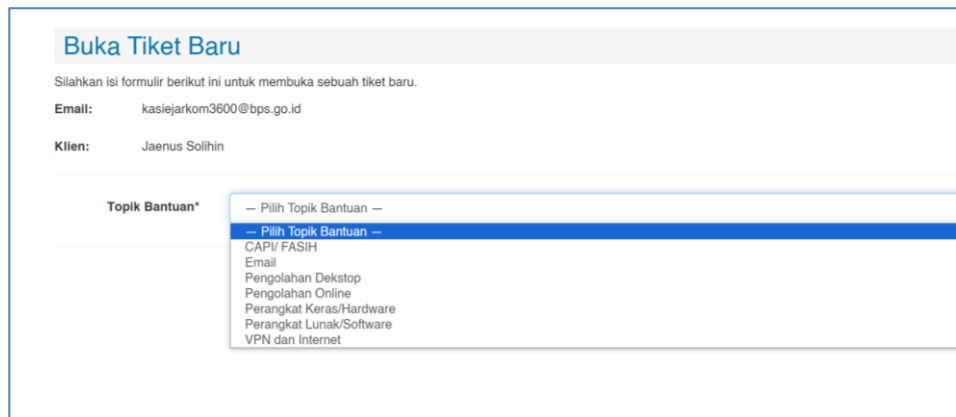 Buka Tiket Baru
Silahkan isi formulir berikut ini untuk membuka sebuah tiket baru.
Email: kasiejarkom3600@bps.go.id
Klien: Jaenus Solihin
Topik Bantuan* — Pilih Topik Bantuan —
— Pilih Topik Bantuan —
CAPI/ FASIH
Email
Pengolahan Dekstop
Pengolahan Online
Perangkat Keras/Hardware
Perangkat Lunak/Software
VPN dan Internet